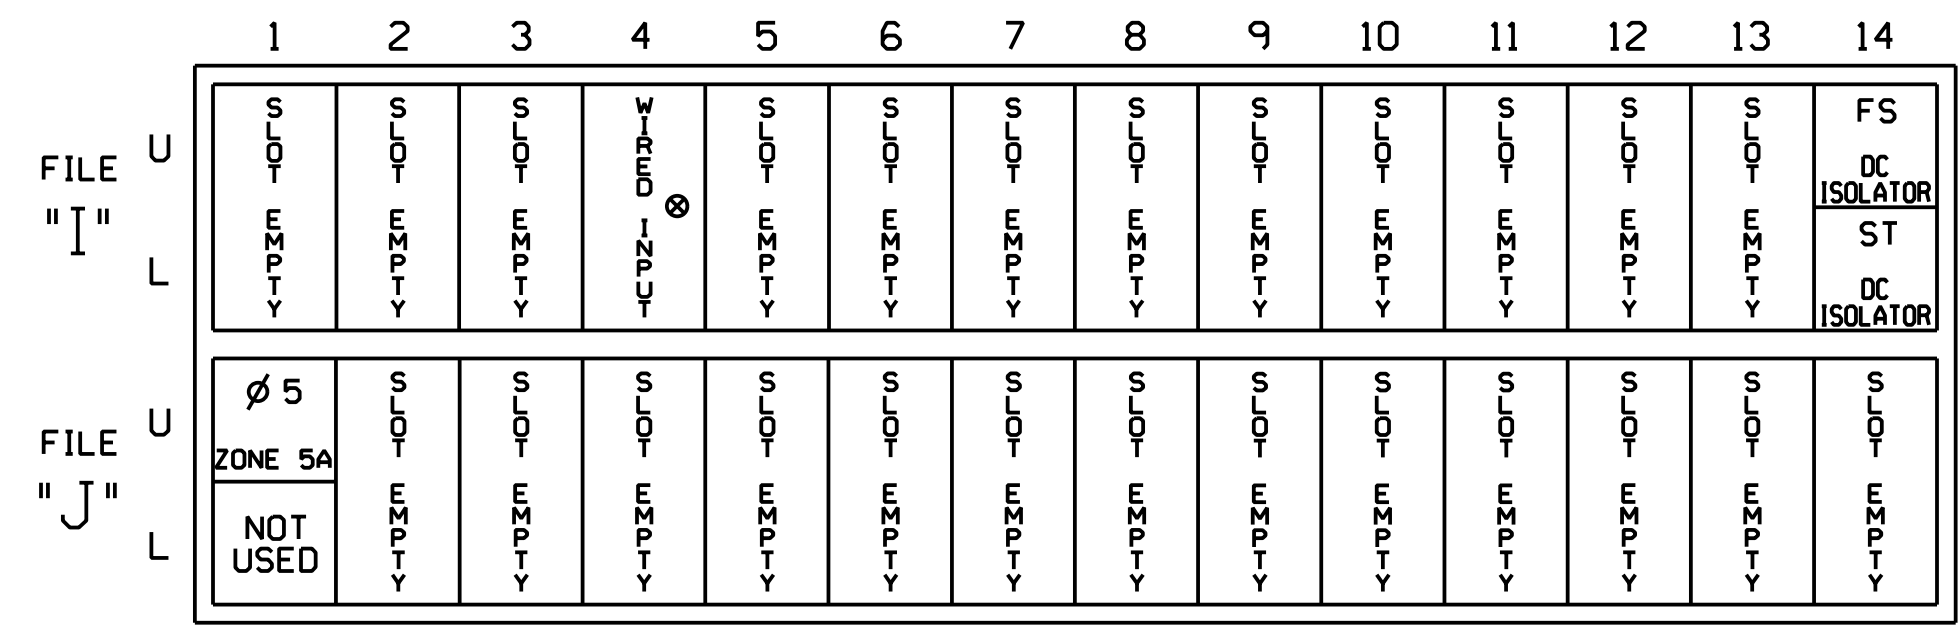 1 2 3 4 5 6 7 8 9 10 11 12 13 14
FILE "I"
U
L
SLOT EMPTY
SLOT EMPTY
SLOT EMPTY
WIRED INPUT
SLOT EMPTY
SLOT EMPTY
SLOT EMPTY
SLOT EMPTY
SLOT EMPTY
SLOT EMPTY
SLOT EMPTY
SLOT EMPTY
SLOT EMPTY
FS
DC
ISOLATOR
ST
DC
ISOLATOR
FILE "J"
U
L
Ø 5
ZONE 5A
NOT
USED
SLOT EMPTY
SLOT EMPTY
SLOT EMPTY
SLOT EMPTY
SLOT EMPTY
SLOT EMPTY
SLOT EMPTY
SLOT EMPTY
SLOT EMPTY
SLOT EMPTY
SLOT EMPTY
SLOT EMPTY
SLOT EMPTY